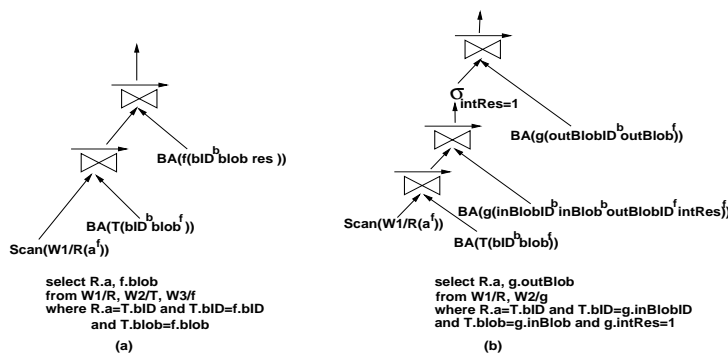 BA(f(bID^b blob res ))
BA(T(bID^b blob^f))
Scan(W1/R(a^f))
select R.a, f.blob
from W1/R, W2/T, W3/f
where R.a=T.bID and T.bID=f.bID
and T.blob=f.blob
(a)
σ intRes=1
BA(g(outBlobID^b outBlob^f))
BA(g(inBlobID^b inBlob^b outBlobID^f intRes^f)
Scan(W1/R(a^f))
BA(T(bID^b blob^f))
select R.a, g.outBlob
from W1/R, W2/g
where R.a=T.bID and T.bID=g.inBlobID
and T.blob=g.inBlob and g.intRes=1
(b)